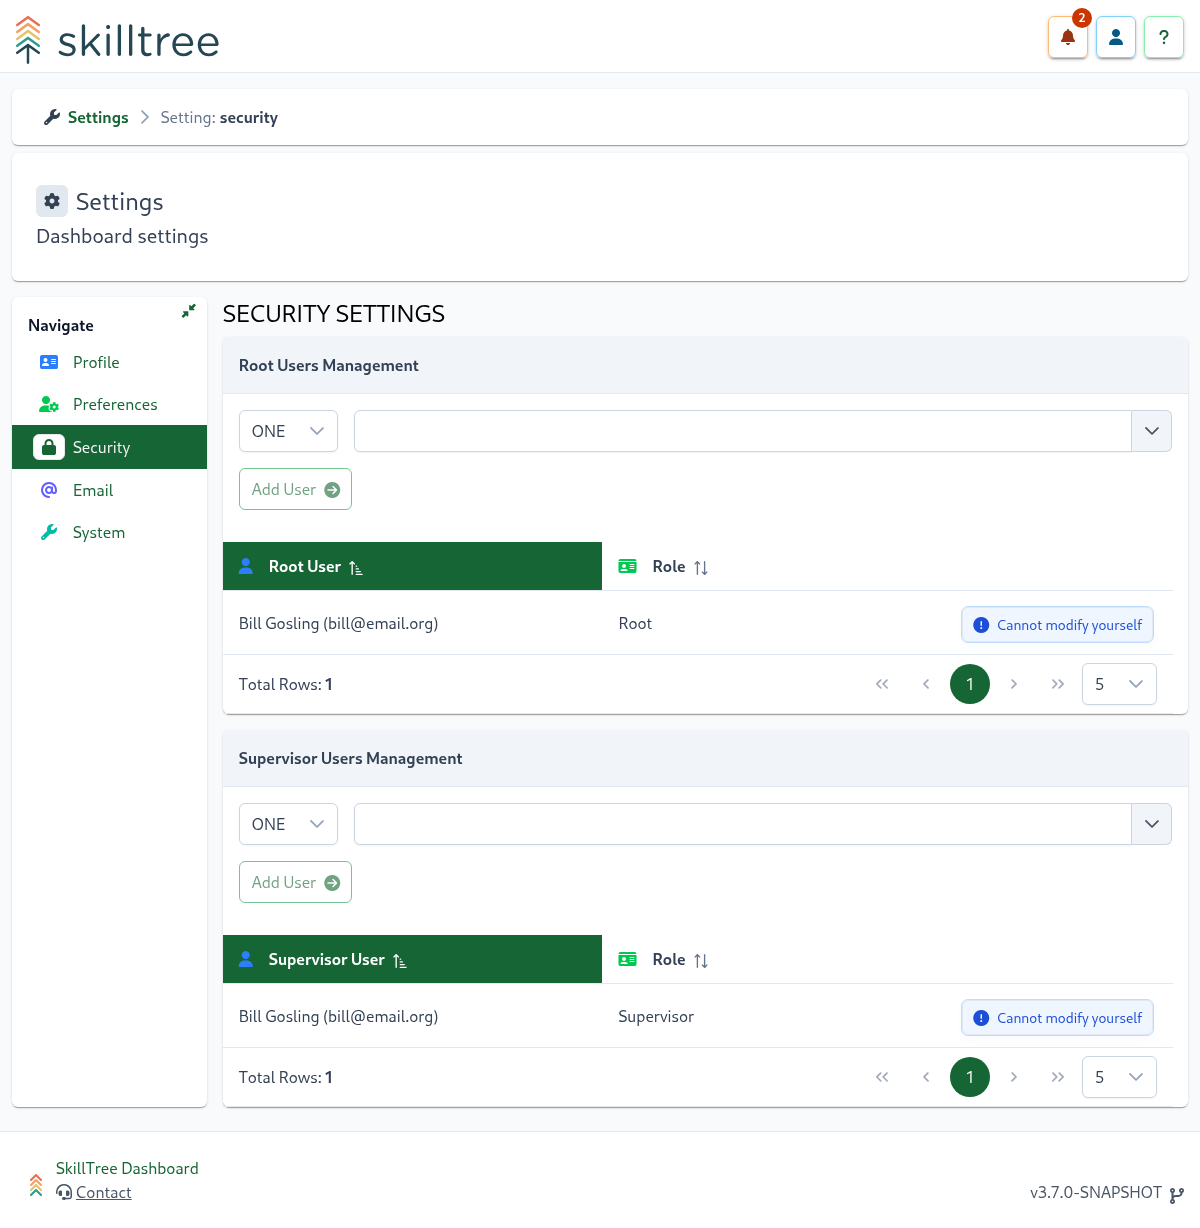 skilltree
2
?
Settings
Setting: security
Settings
Dashboard settings
Navigate
Profile
Preferences
Security
Email
System
SECURITY SETTINGS
Root Users Management
ONE
Add User
Root User
Role
Bill Gosling (bill@email.org)
Root
Cannot modify yourself
Total Rows: 1
1
5
Supervisor Users Management
ONE
Add User
Supervisor User
Role
Bill Gosling (bill@email.org)
Supervisor
Cannot modify yourself
Total Rows: 1
1
5
SkillTree Dashboard
Contact
v3.7.0-SNAPSHOT